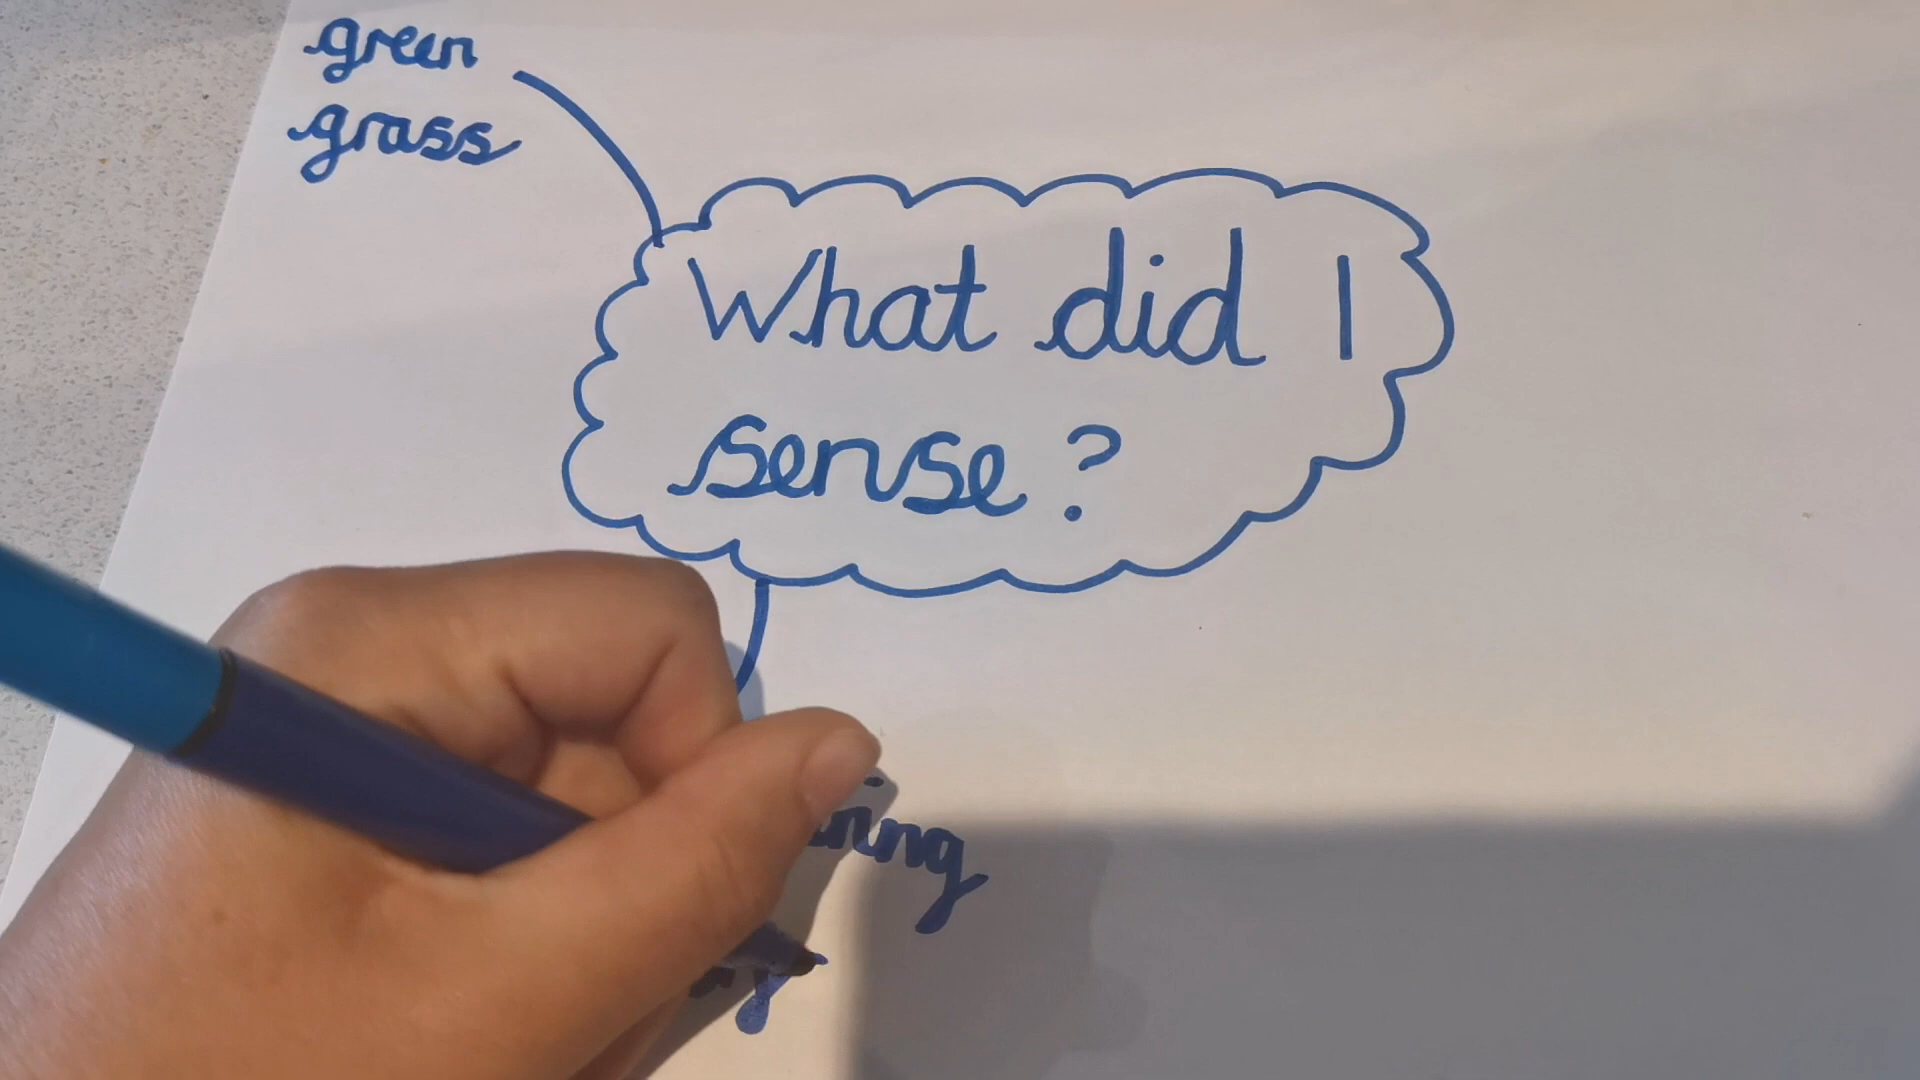 green
grass
What did I
sense ?